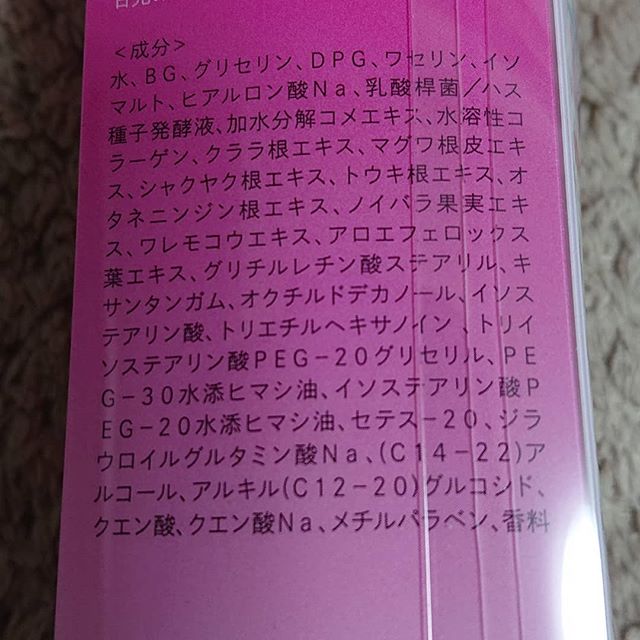 <成分>
水、BG、グリセリン、DPG、ワセリン、イソ
マルト、ヒアルロン酸Na、乳酸桿菌/ハス
種子発酵液、加水分解コメエキス、水溶性コ
ラーゲン、クララ根エキス、マグワ根皮エキ
ス、シャクヤク根エキス、トウキ根エキス、オ
タネニンジン根エキス、ノイバラ果実エキ
ス、ワレモコウエキス、アロエフェロックス
葉エキス、グリチルレチン酸ステアリル、キ
サンタンガム、オクチルドデカノール、イソス
テアリン酸、トリエチルヘキサノイン、トリイ
ソステアリン酸PEG-20グリセリル、PE
G-30水添ヒマシ油、イソステアリン酸P
EG-20水添ヒマシ油、セテス-20、ジラ
ウロイルグルタミン酸Na、(C14-22)ア
ルコール、アルキル(C12-20)グルコシド、
クエン酸、クエン酸Na、メチルパラベン、香料